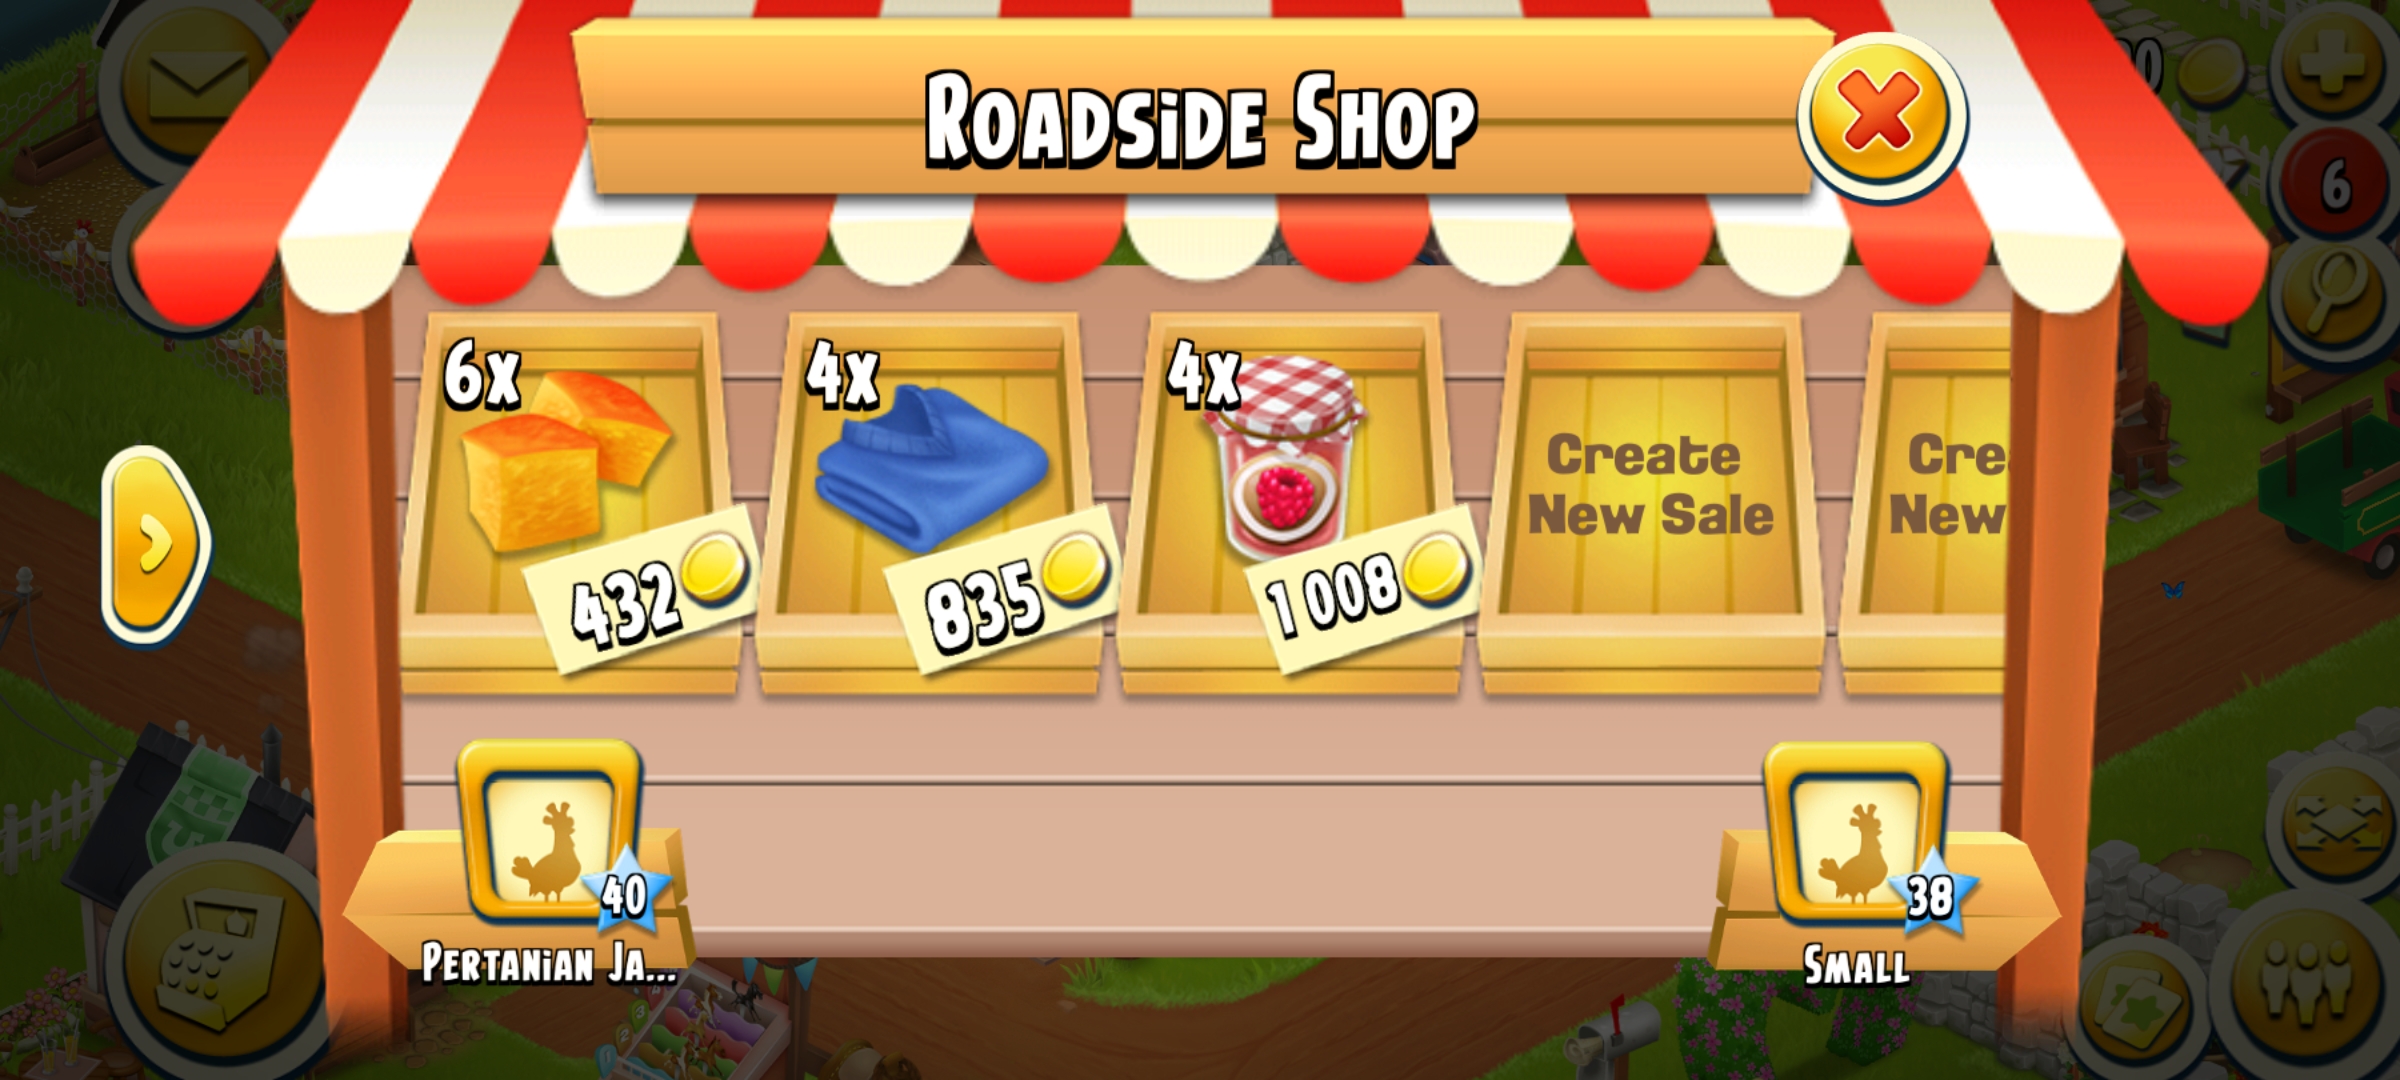 Roadside Shop
6
6x
4x
4x
Create
New Sale
432
835
1 008
40
38
Pertanian Ja...
Small